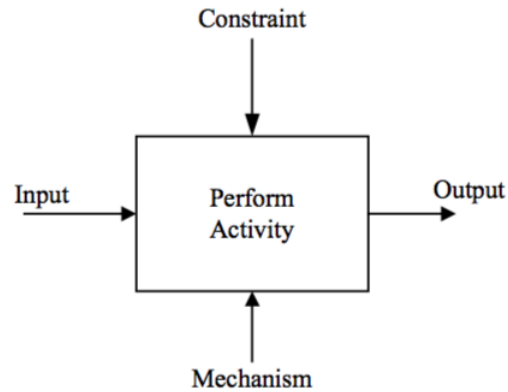 Constraint
Input
Perform
Activity
Output
Mechanism